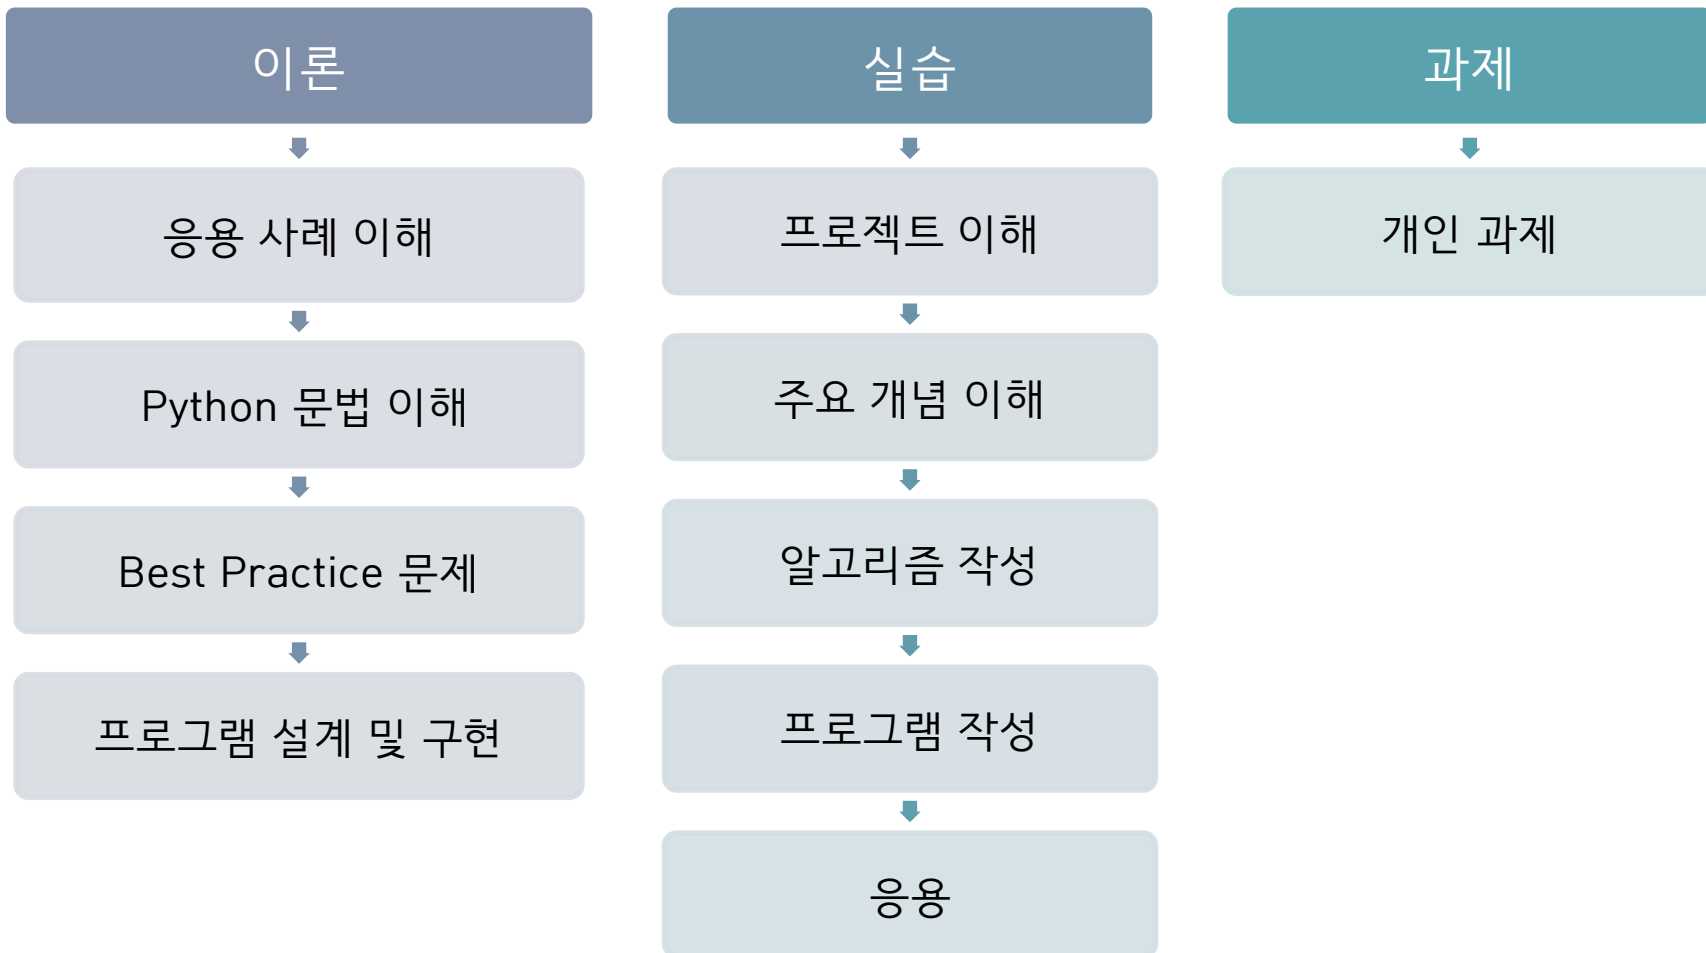 이론
응용 사례 이해
Python 문법 이해
Best Practice 문제
프로그램 설계 및 구현
실습
프로젝트 이해
주요 개념 이해
알고리즘 작성
프로그램 작성
응용
과제
개인 과제